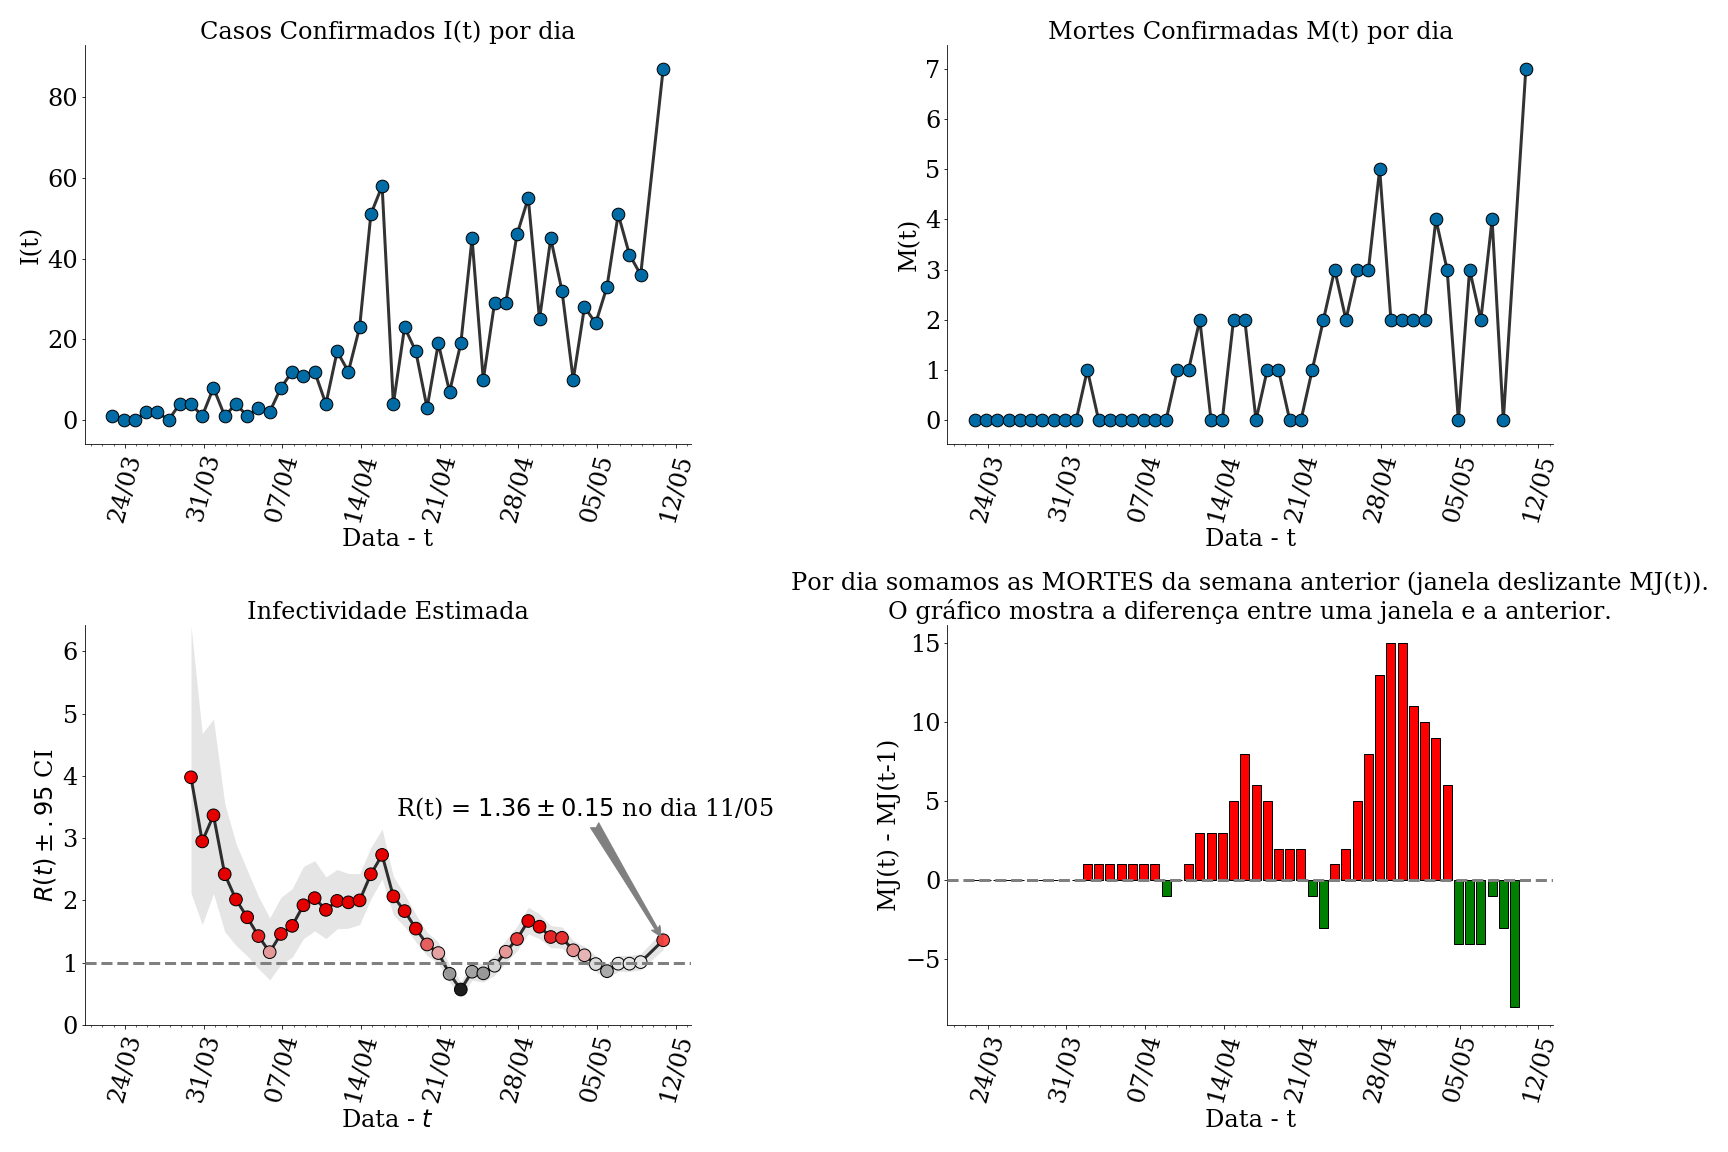 Casos Confirmados I(t) por dia
I(t)
80
60
40
20
0
24/03 31/03 07/04 14/04 21/04 28/04 05/05 12/05
Data - t
Mortes Confirmadas M(t) por dia
M(t)
7
6
5
4
3
2
1
0
24/03 31/03 07/04 14/04 21/04 28/04 05/05 12/05
Data - t
Infectividade Estimada
R(t) ± .95 CI
6
5
4
3
2
1
0
R(t) = 1.36 ± 0.15 no dia 11/05
24/03 31/03 07/04 14/04 21/04 28/04 05/05 12/05
Data - t
Por dia somamos as MORTES da semana anterior (janela deslizante MJ(t)).
O gráfico mostra a diferença entre uma janela e a anterior.
MJ(t) - MJ(t-1)
15
10
5
0
−5
24/03 31/03 07/04 14/04 21/04 28/04 05/05 12/05
Data - t